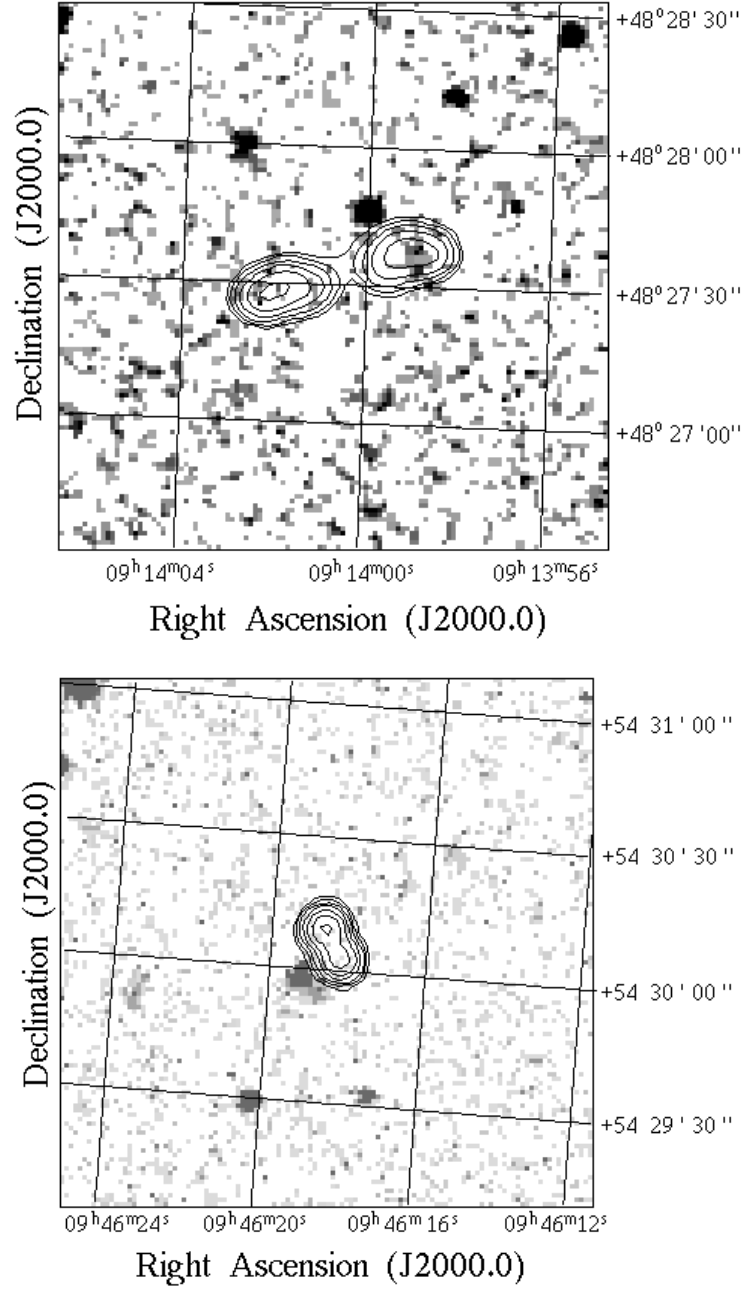 +48° 28' 30"
+48° 28' 00"
+48° 27' 30"
+48° 27' 00"
Declination (J2000.0)
09ʰ14ᵐ04ˢ 09ʰ14ᵐ00ˢ 09ʰ13ᵐ56ˢ
Right Ascension (J2000.0)
+54 31' 00"
+54 30' 30"
+54 30' 00"
+54 29' 30"
Declination (J2000.0)
09ʰ46ᵐ24ˢ 09ʰ46ᵐ20ˢ 09ʰ46ᵐ16ˢ 09ʰ46ᵐ12ˢ
Right Ascension (J2000.0)